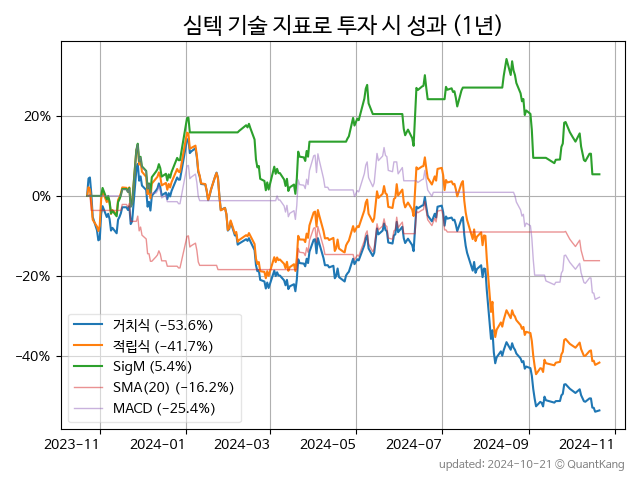 심텍 기술 지표로 투자 시 성과 (1년)
20%
0%
−20%
−40%
거치식 (−53.6%)
적립식 (−41.7%)
SigM (5.4%)
SMA(20) (−16.2%)
MACD (−25.4%)
2023−11 2024−01 2024−03 2024−05 2024−07 2024−09 2024−11
updated: 2024−10−21 © QuantKang